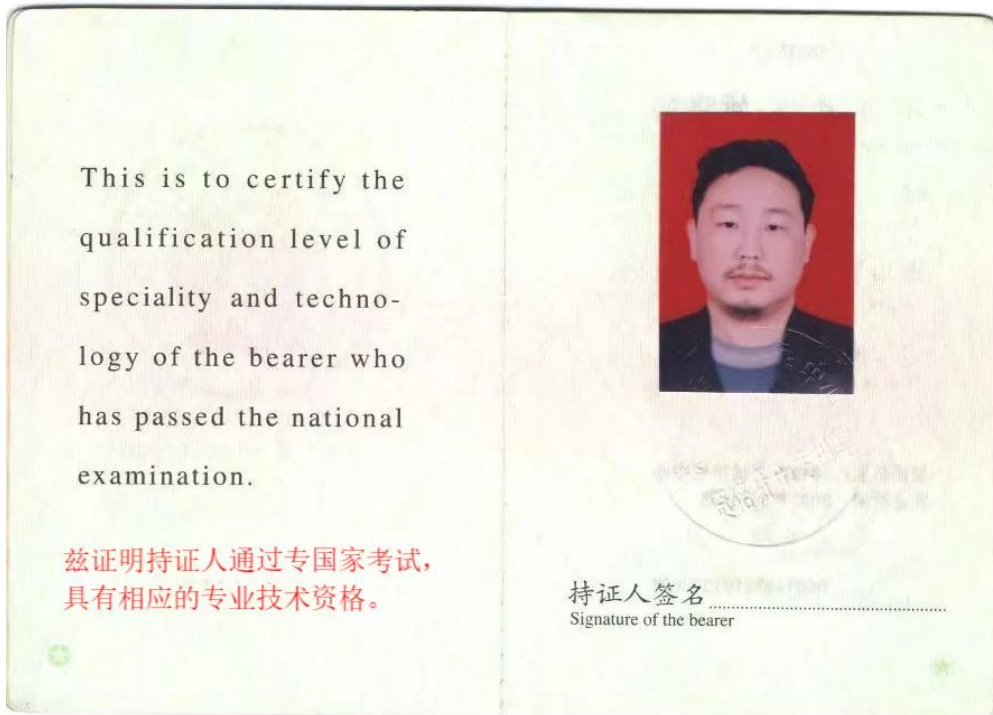 This is to certify the
qualification level of
speciality and techno-
logy of the bearer who
has passed the national
examination.
兹证明持证人通过专国家考试，
具有相应的专业技术资格。
持证人签名
Signature of the bearer